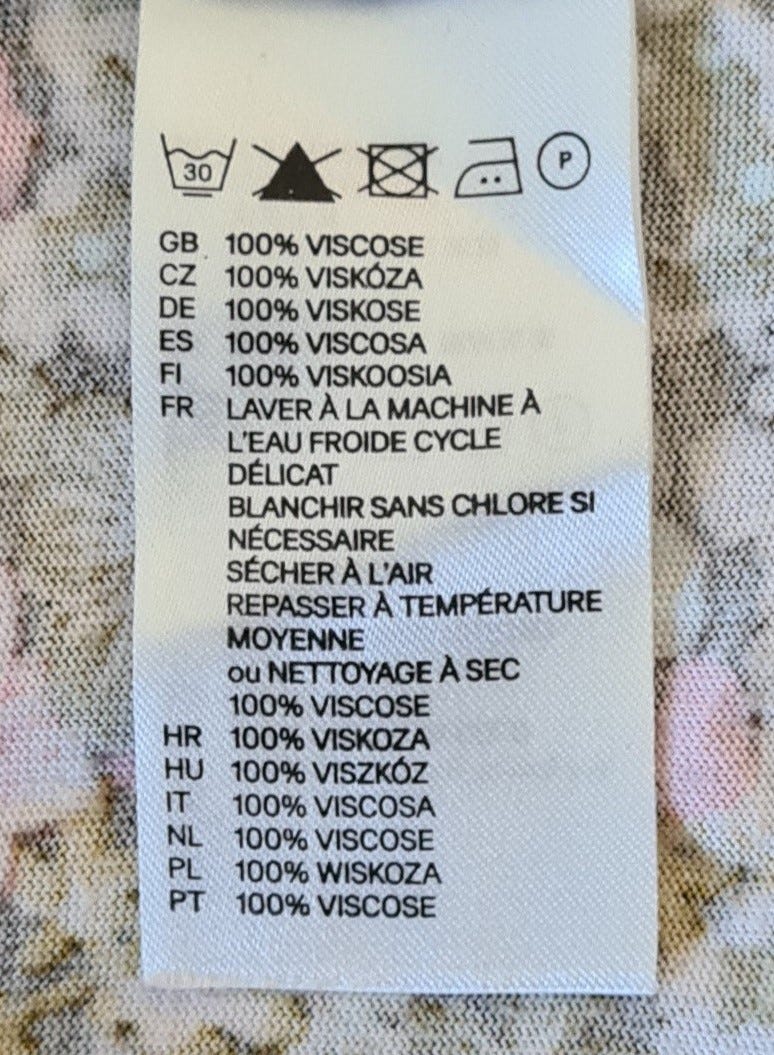 30 P
GB 100% VISCOSE
CZ 100% VISKÓZA
DE 100% VISKOSE
ES 100% VISCOSA
FI 100% VISKOOSIA
FR LAVER À LA MACHINE À
L'EAU FROIDE CYCLE
DÉLICAT
BLANCHIR SANS CHLORE SI
NÉCESSAIRE
SÉCHER À L'AIR
REPASSER À TEMPÉRATURE
MOYENNE
ou NETTOYAGE À SEC
100% VISCOSE
HR 100% VISKOZA
HU 100% VISZKÓZ
IT 100% VISCOSA
NL 100% VISCOSE
PL 100% WISKOZA
PT 100% VISCOSE